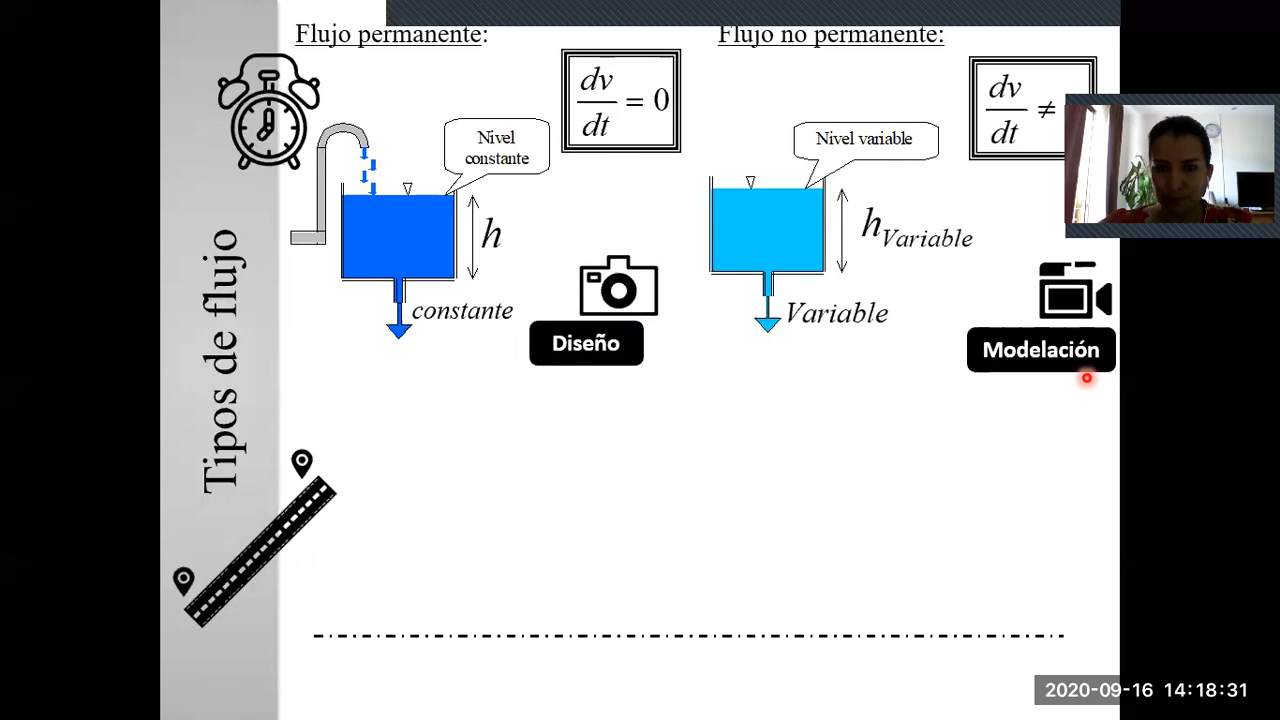 Flujo permanente:
Flujo no permanente:
dv
dt
= 0
dv
dt
≠
Nivel
constante
Nivel variable
h
h Variable
constante
Variable
Diseño
Modelación
Tipos de flujo
2020-09-16 14:18:31